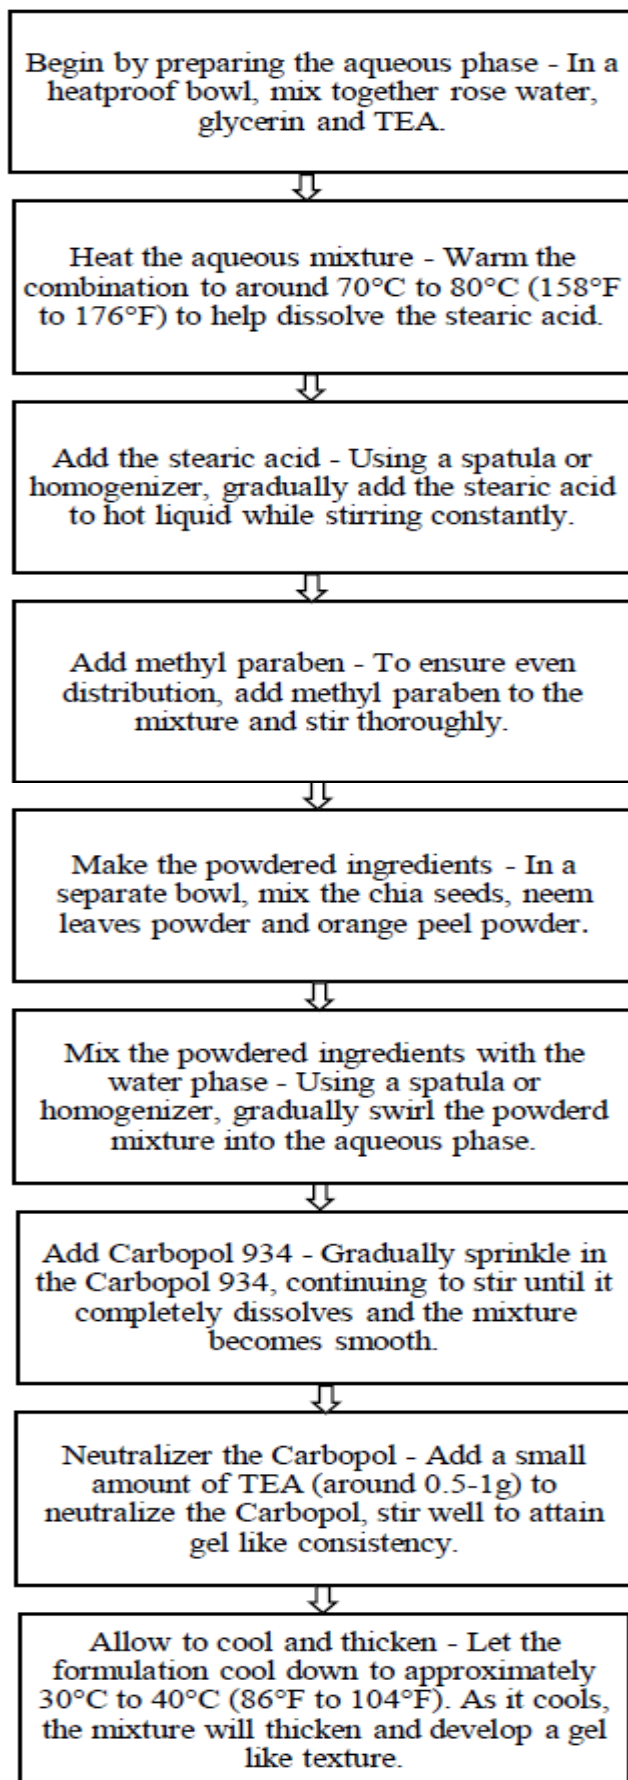 Begin by preparing the aqueous phase - In a
heatproof bowl, mix together rose water,
glycerin and TEA.
Heat the aqueous mixture - Warm the
combination to around 70°C to 80°C (158°F
to 176°F) to help dissolve the stearic acid.
Add the stearic acid - Using a spatula or
homogenizer, gradually add the stearic acid
to hot liquid while stirring constantly.
Add methyl paraben - To ensure even
distribution, add methyl paraben to the
mixture and stir thoroughly.
Make the powdered ingredients - In a
separate bowl, mix the chia seeds, neem
leaves powder and orange peel powder.
Mix the powdered ingredients with the
water phase - Using a spatula or
homogenizer, gradually swirl the powderd
mixture into the aqueous phase.
Add Carbopol 934 - Gradually sprinkle in
the Carbopol 934, continuing to stir until it
completely dissolves and the mixture
becomes smooth.
Neutralizer the Carbopol - Add a small
amount of TEA (around 0.5-1g) to
neutralize the Carbopol, stir well to attain
gel like consistency.
Allow to cool and thicken - Let the
formulation cool down to approximately
30°C to 40°C (86°F to 104°F). As it cools,
the mixture will thicken and develop a gel
like texture.